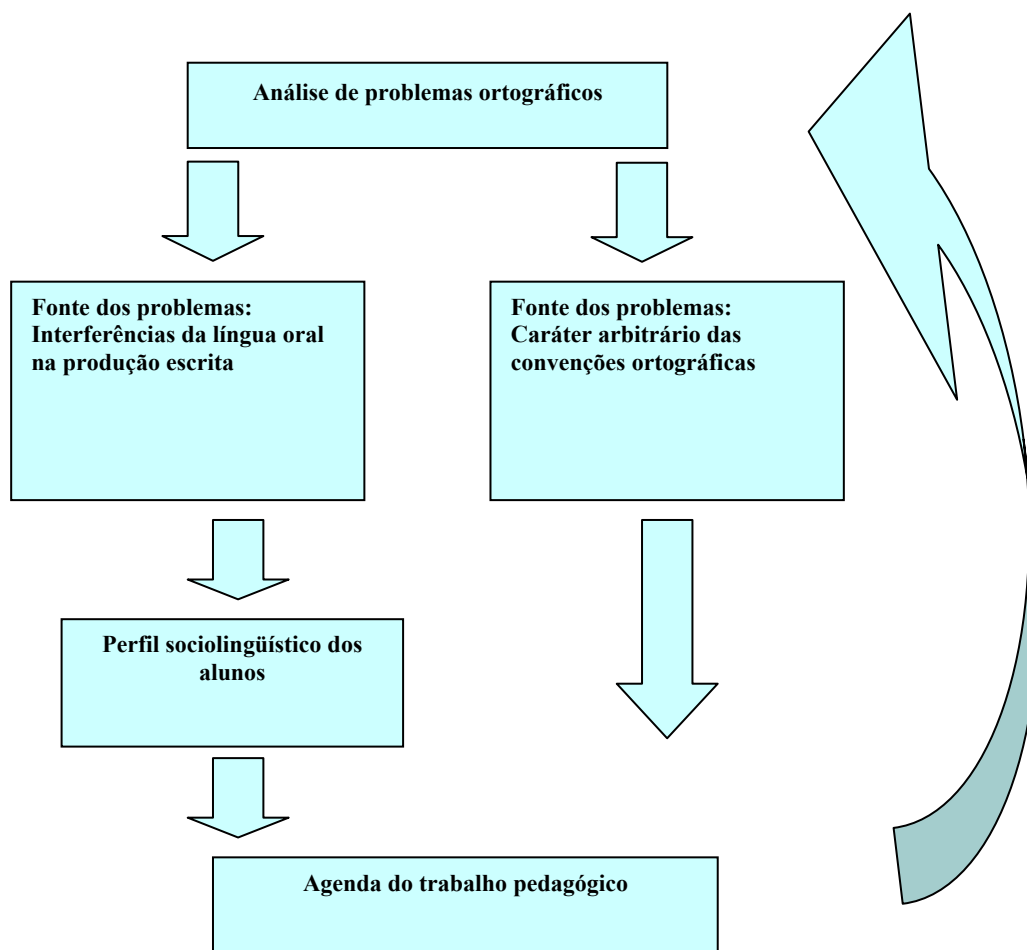 Análise de problemas ortográficos
Fonte dos problemas:
Interferências da língua oral
na produção escrita
Fonte dos problemas:
Caráter arbitrário das
convenções ortográficas
Perfil sociolingüístico dos
alunos
Agenda do trabalho pedagógico